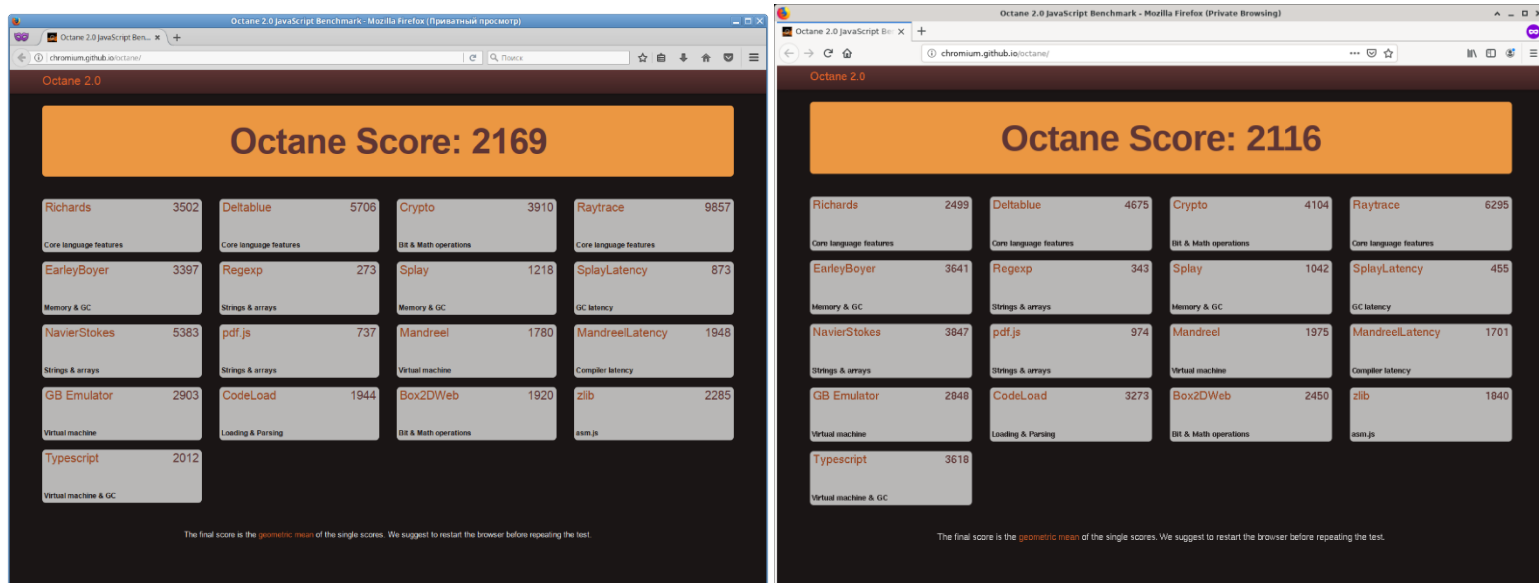 Octane 2.0 JavaScript Benchmark - Mozilla Firefox (Приватный просмотр)
Octane 2.0 JavaScript Ben...
chromium.github.io/octane/
Поиск
Octane 2.0
Octane Score: 2169
Richards 3502 Deltablue 5706 Crypto 3910 Raytrace 9857
Core language features Core language features Bit & Math operations Core language features
EarleyBoyer 3397 Regexp 273 Splay 1218 SplayLatency 873
Memory & GC Strings & arrays Memory & GC GC latency
NavierStokes 5383 pdf.js 737 Mandreel 1780 MandreelLatency 1948
Strings & arrays Strings & arrays Virtual machine Compiler latency
GB Emulator 2903 CodeLoad 1944 Box2DWeb 1920 zlib 2285
Virtual machine Loading & Parsing Bit & Math operations asm.js
Typescript 2012
Virtual machine & GC
The final score is the geometric mean of the single scores. We suggest to restart the browser before repeating the test.
Octane 2.0 JavaScript Benchmark - Mozilla Firefox (Private Browsing)
Octane 2.0 JavaScript Be
chromium.github.io/octane/
Octane 2.0
Octane Score: 2116
Richards 2499 Deltablue 4675 Crypto 4104 Raytrace 6295
Core language features Core language features Bit & Math operations Core language features
EarleyBoyer 3641 Regexp 343 Splay 1042 SplayLatency 455
Memory & GC Strings & arrays Memory & GC GC latency
NavierStokes 3847 pdf.js 974 Mandreel 1975 MandreelLatency 1701
Strings & arrays Strings & arrays Virtual machine Compiler latency
GB Emulator 2848 CodeLoad 3273 Box2DWeb 2450 zlib 1840
Virtual machine Loading & Parsing Bit & Math operations asm.js
Typescript 3618
Virtual machine & GC
The final score is the geometric mean of the single scores. We suggest to restart the browser before repeating the test.